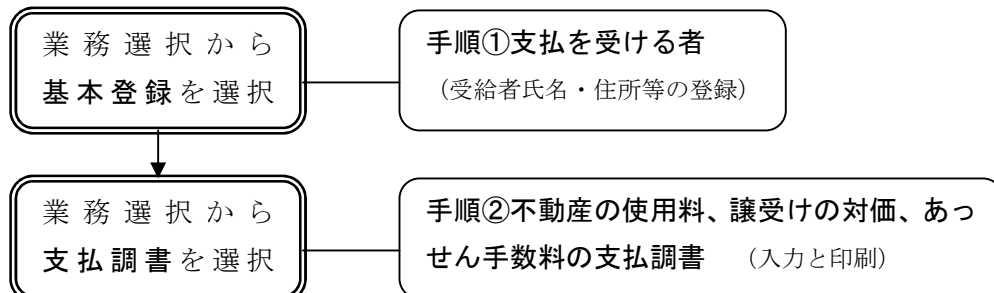 業務選択から
基本登録を選択
手順①支払を受ける者
（受給者氏名・住所等の登録）
業務選択から
支払調書を選択
手順②不動産の使用料、譲受けの対価、あっ
せん手数料の支払調書　（入力と印刷）